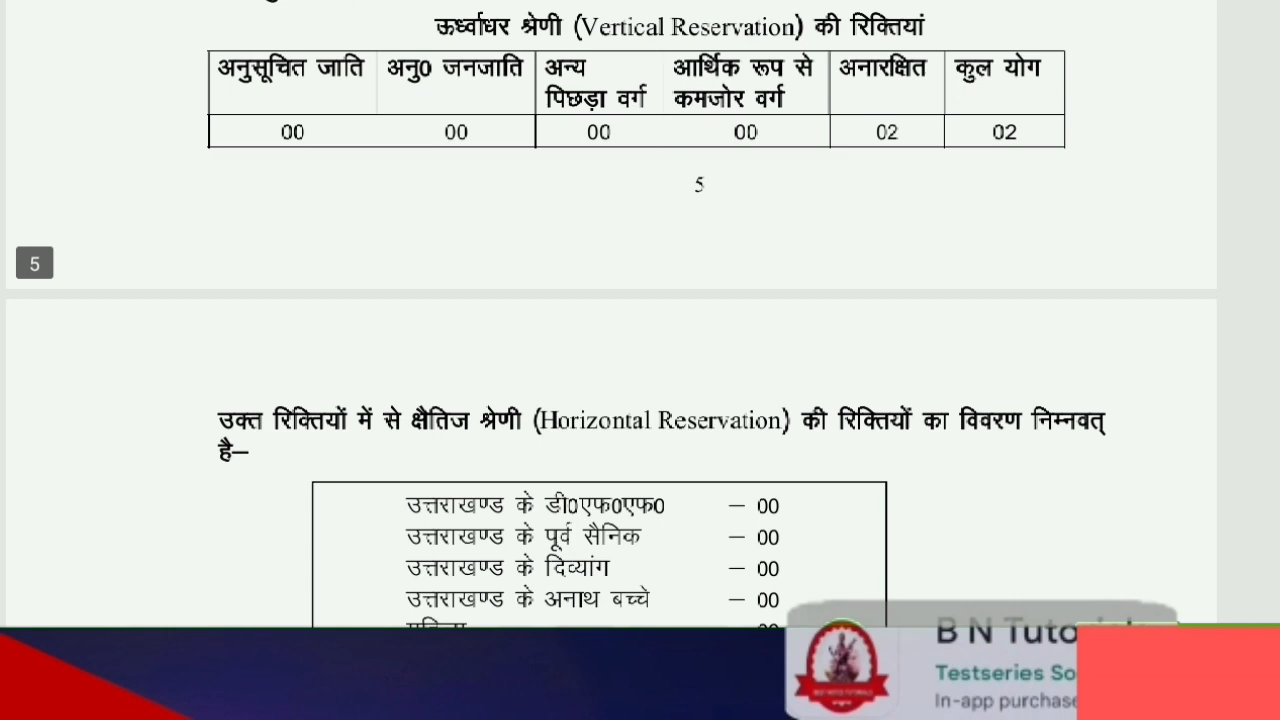 ऊर्ध्वाधर श्रेणी (Vertical Reservation) की रिक्तियां
अनुसूचित जाति अनु0 जनजाति अन्य पिछड़ा वर्ग आर्थिक रूप से कमजोर वर्ग अनारक्षित कुल योग
00 00 00 00 02 02
5
5
उक्त रिक्तियों में से क्षैतिज श्रेणी (Horizontal Reservation) की रिक्तियों का विवरण निम्नवत्
है—
उत्तराखण्ड के डी0एफ0एफ0 — 00
उत्तराखण्ड के पूर्व सैनिक — 00
उत्तराखण्ड के दिव्यांग — 00
उत्तराखण्ड के अनाथ बच्चे — 00
B N
Testseries
In-app